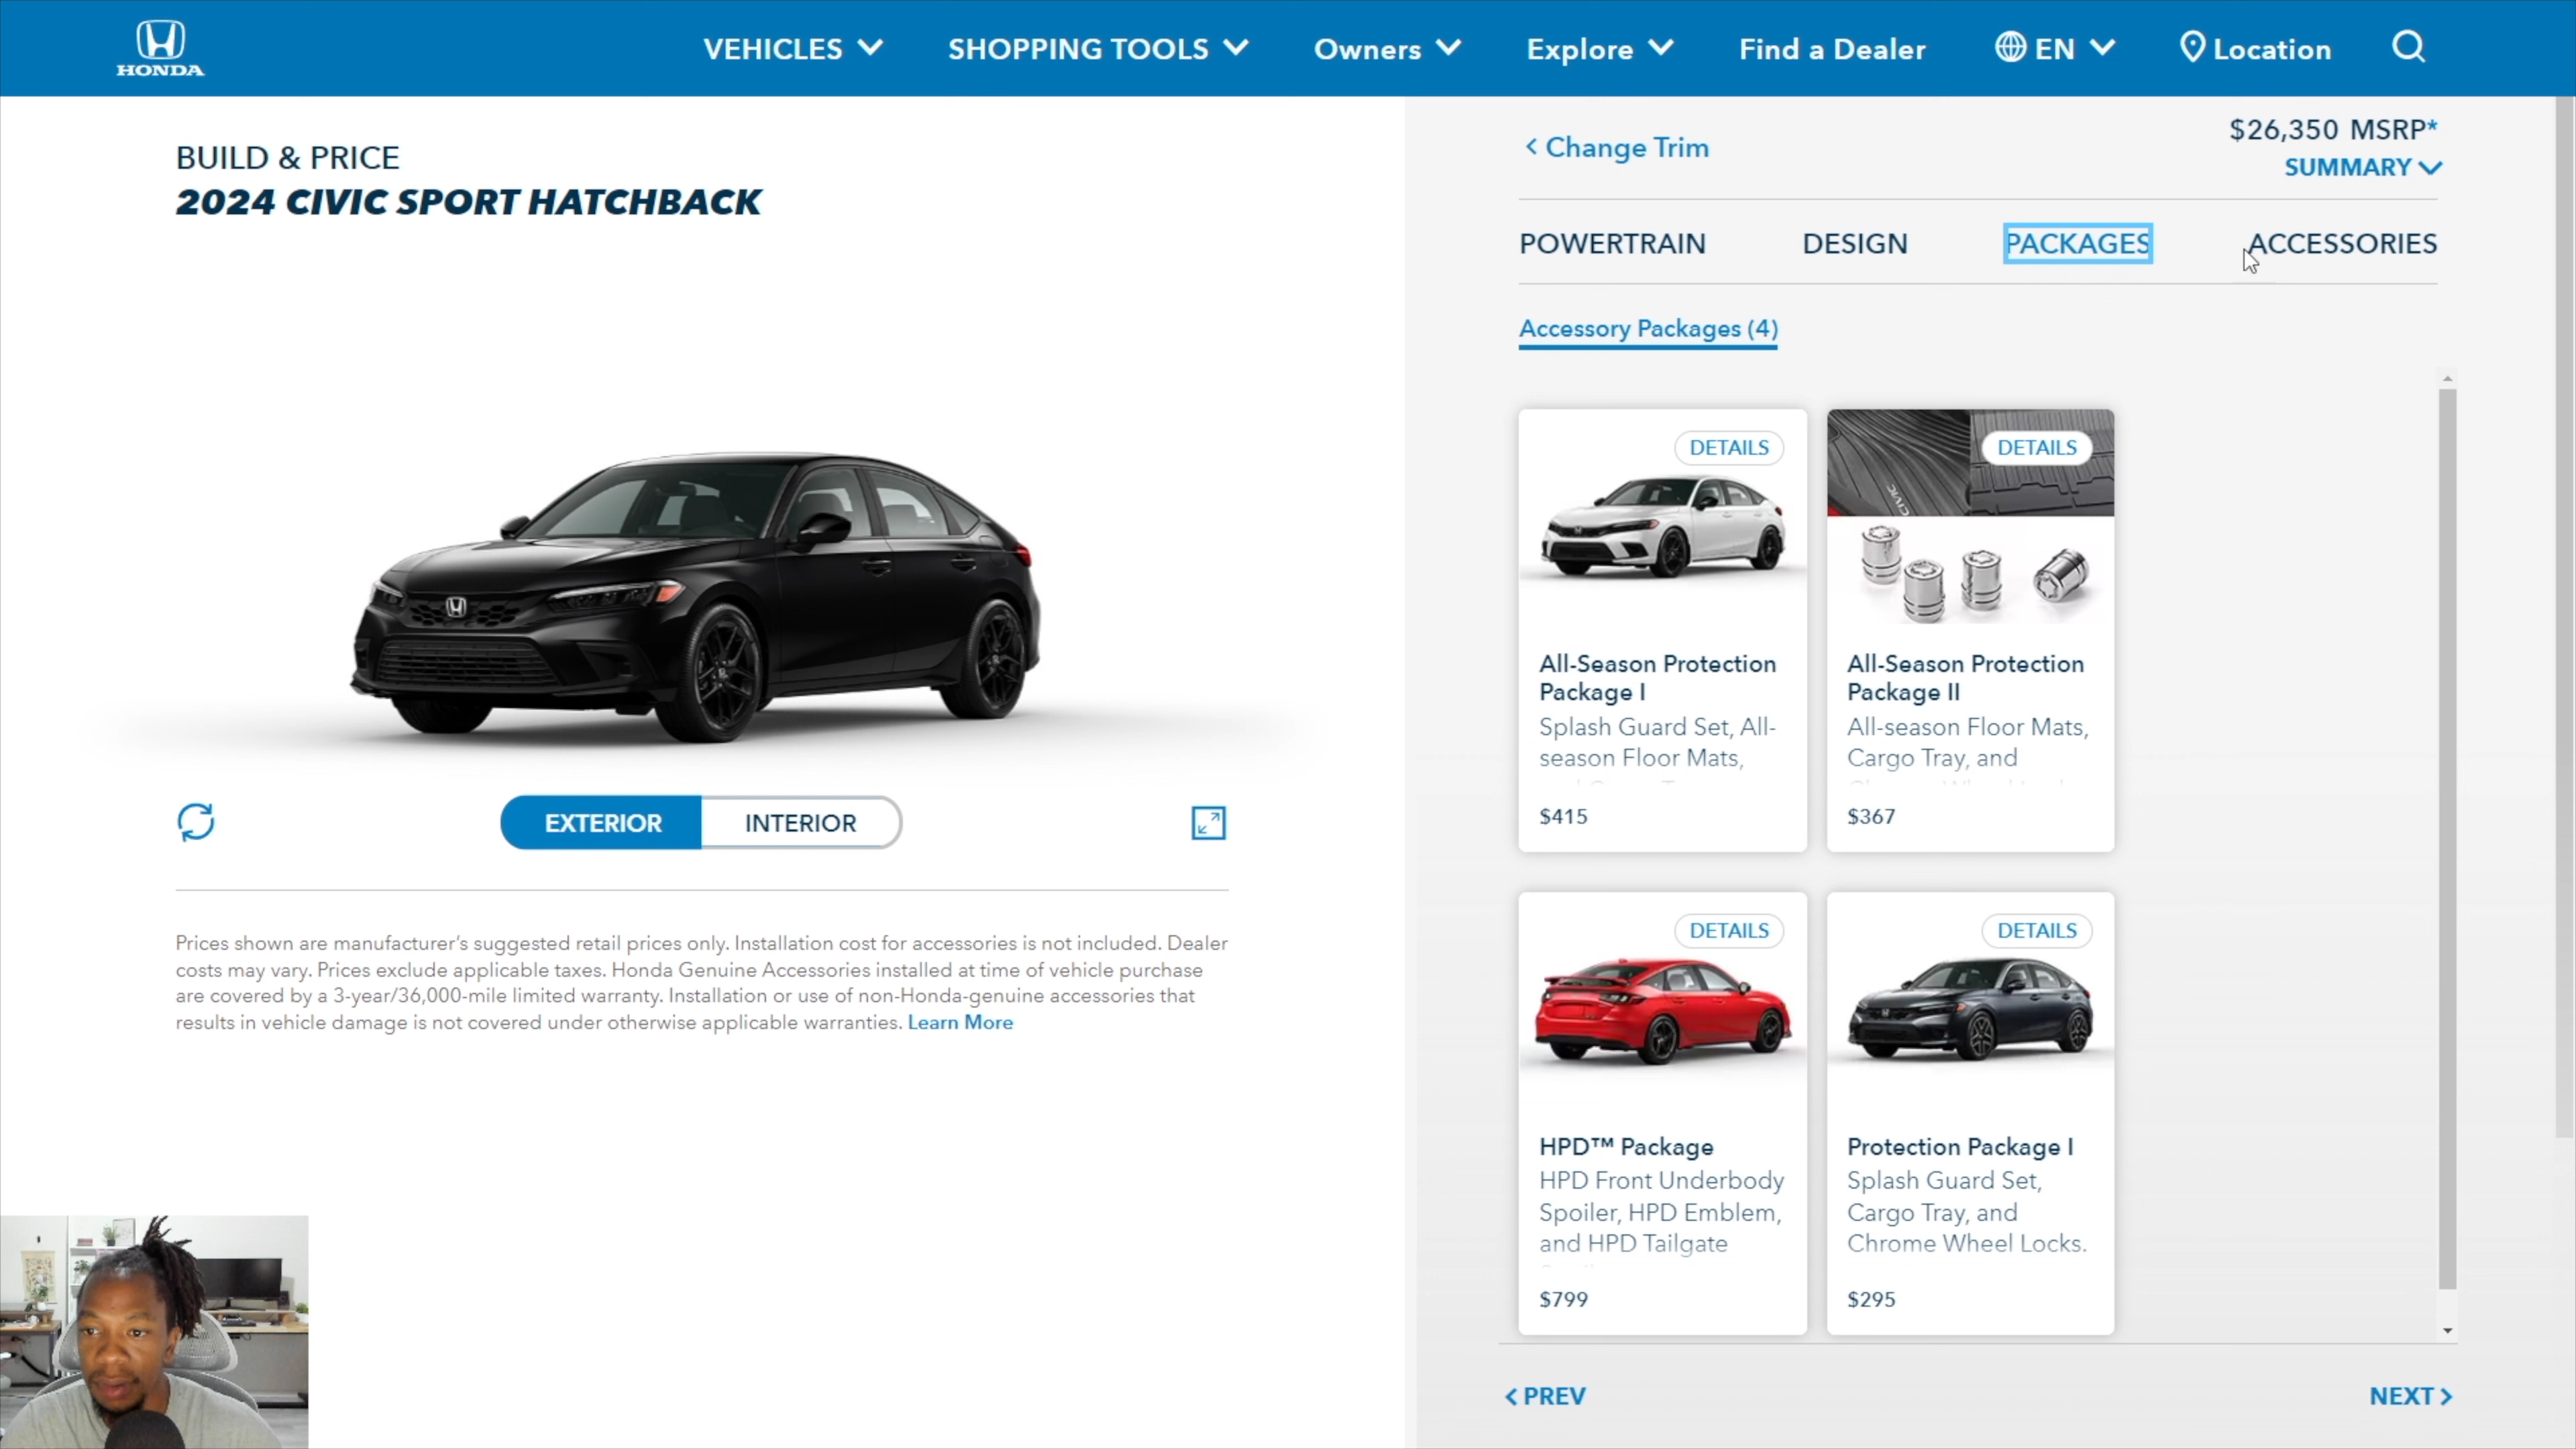 HONDA
VEHICLES
SHOPPING TOOLS
Owners
Explore
Find a Dealer
EN
Location
BUILD & PRICE
2024 CIVIC SPORT HATCHBACK
< Change Trim
$26,350 MSRP*
SUMMARY
POWERTRAIN
DESIGN
PACKAGES
ACCESSORIES
Accessory Packages (4)
DETAILS
All-Season Protection
Package I
Splash Guard Set, All-
season Floor Mats,
$415
DETAILS
CIVIC
All-Season Protection
Package II
All-season Floor Mats,
Cargo Tray, and
$367
DETAILS
HPD™ Package
HPD Front Underbody
Spoiler, HPD Emblem,
and HPD Tailgate
$799
DETAILS
Protection Package I
Splash Guard Set,
Cargo Tray, and
Chrome Wheel Locks.
$295
EXTERIOR
INTERIOR
Prices shown are manufacturer's suggested retail prices only. Installation cost for accessories is not included. Dealer
costs may vary. Prices exclude applicable taxes. Honda Genuine Accessories installed at time of vehicle purchase
are covered by a 3-year/36,000-mile limited warranty. Installation or use of non-Honda-genuine accessories that
results in vehicle damage is not covered under otherwise applicable warranties. Learn More
< PREV
NEXT >